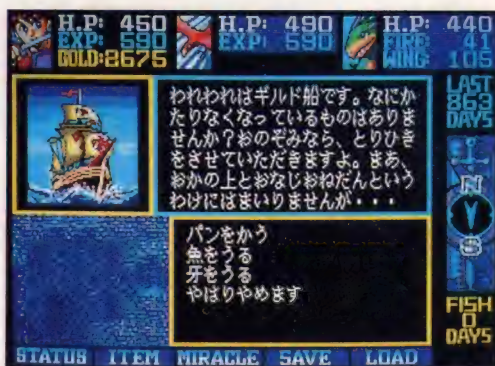 H.P: 450
EXP: 590
GOLD:8675
H.P: 490
EXP: 590
H.P: 440
FIRE: 41
WING: 105
われわれはギルド船です。なにか
たりなくなっているものはありま
せんか？おのぞみなら、とりひき
をさせていただきますよ。まあ、
おかの上とおなじおねだんという
わけにはまいりませんが・・・
LAST
863
DAYS
N
S
パンをかう
魚をうる
牙をうる
やはりやめます
FISH
0
DAYS
STATUS ITEM MIRACLE SAVE LOAD